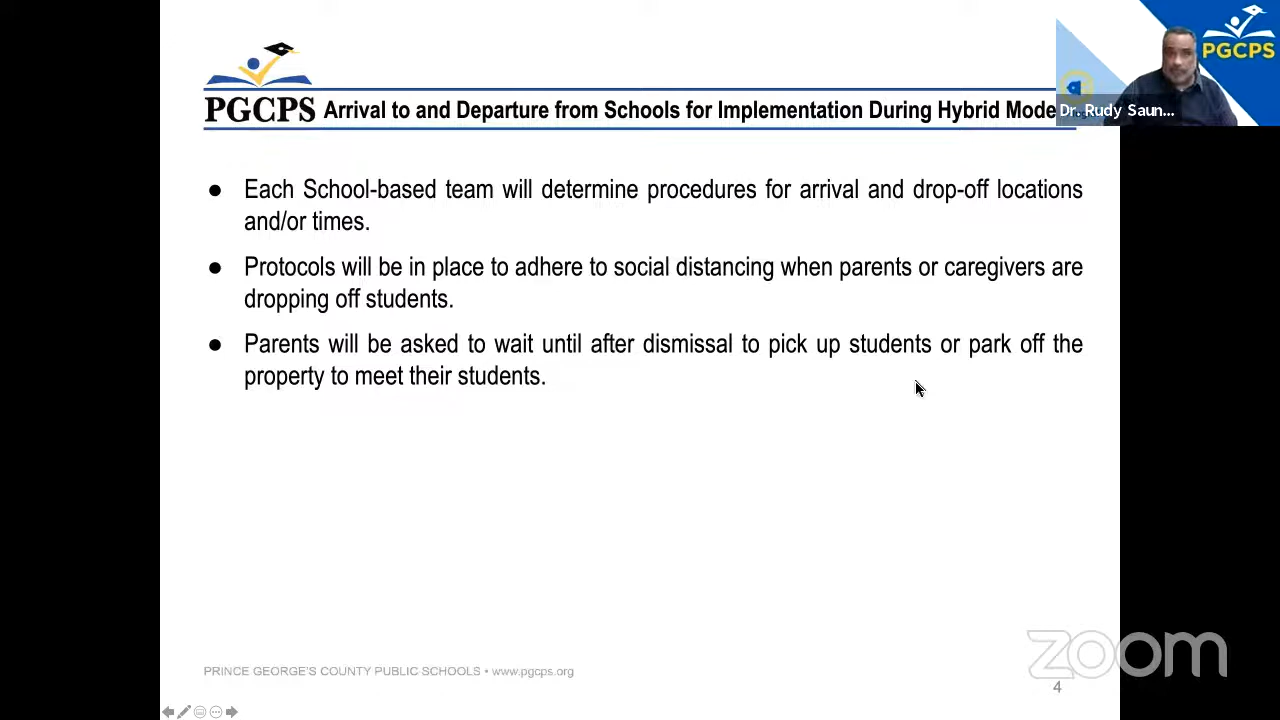 PGCPS
PGCPS Arrival to and Departure from Schools for Implementation During Hybrid Mode
Dr. Rudy Saun...
● Each School-based team will determine procedures for arrival and drop-off locations
and/or times.
● Protocols will be in place to adhere to social distancing when parents or caregivers are
dropping off students.
● Parents will be asked to wait until after dismissal to pick up students or park off the
property to meet their students.
zoom
PRINCE GEORGE'S COUNTY PUBLIC SCHOOLS • www.pgcps.org
4